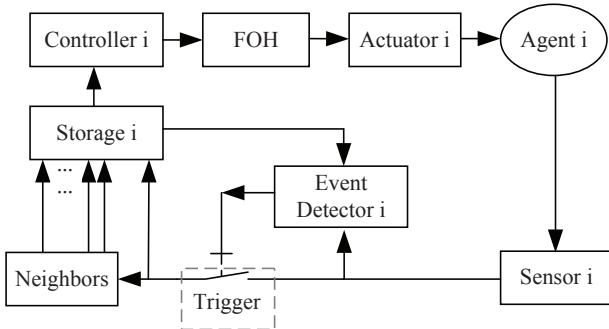 Controller i
FOH
Actuator i
Agent i
Storage i
...
...
Event
Detector i
Neighbors
Trigger
Sensor i